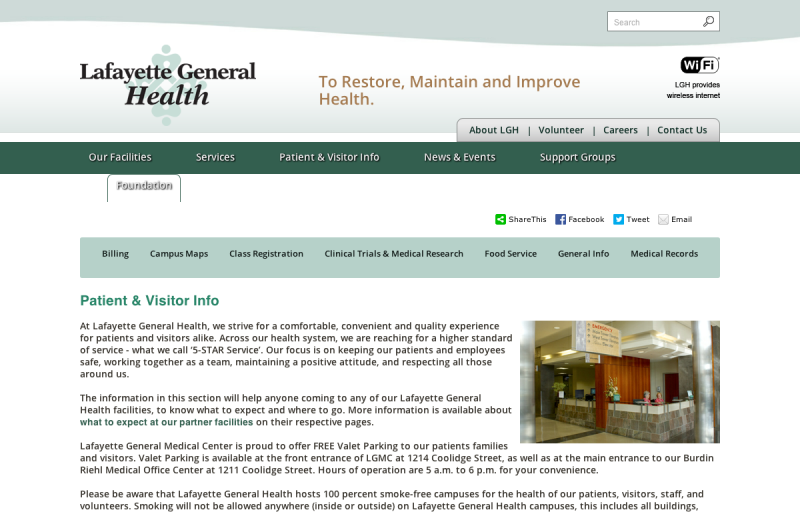 Search
Lafayette General
Health
To Restore, Maintain and Improve
Health.
WiFi
LGH provides
wireless internet
About LGH | Volunteer | Careers | Contact Us
Our Facilities Services Patient & Visitor Info News & Events Support Groups
Foundation
ShareThis Facebook Tweet Email
Billing Campus Maps Class Registration Clinical Trials & Medical Research Food Service General Info Medical Records
Patient & Visitor Info
At Lafayette General Health, we strive for a comfortable, convenient and quality experience
for patients and visitors alike. Across our health system, we are reaching for a higher standard
of service - what we call ‘5-STAR Service’. Our focus is on keeping our patients and employees
safe, working together as a team, maintaining a positive attitude, and respecting all those
around us.
The information in this section will help anyone coming to any of our Lafayette General
Health facilities, to know what to expect and where to go. More information is available about
what to expect at our partner facilities on their respective pages.
Lafayette General Medical Center is proud to offer FREE Valet Parking to our patients families
and visitors. Valet Parking is available at the front entrance of LGMC at 1214 Coolidge Street, as well as at the main entrance to our Burdin
Riehl Medical Office Center at 1211 Coolidge Street. Hours of operation are 5 a.m. to 6 p.m. for your convenience.
Please be aware that Lafayette General Health hosts 100 percent smoke-free campuses for the health of our patients, visitors, staff, and
volunteers. Smoking will not be allowed anywhere (inside or outside) on Lafayette General Health campuses, this includes all buildings,